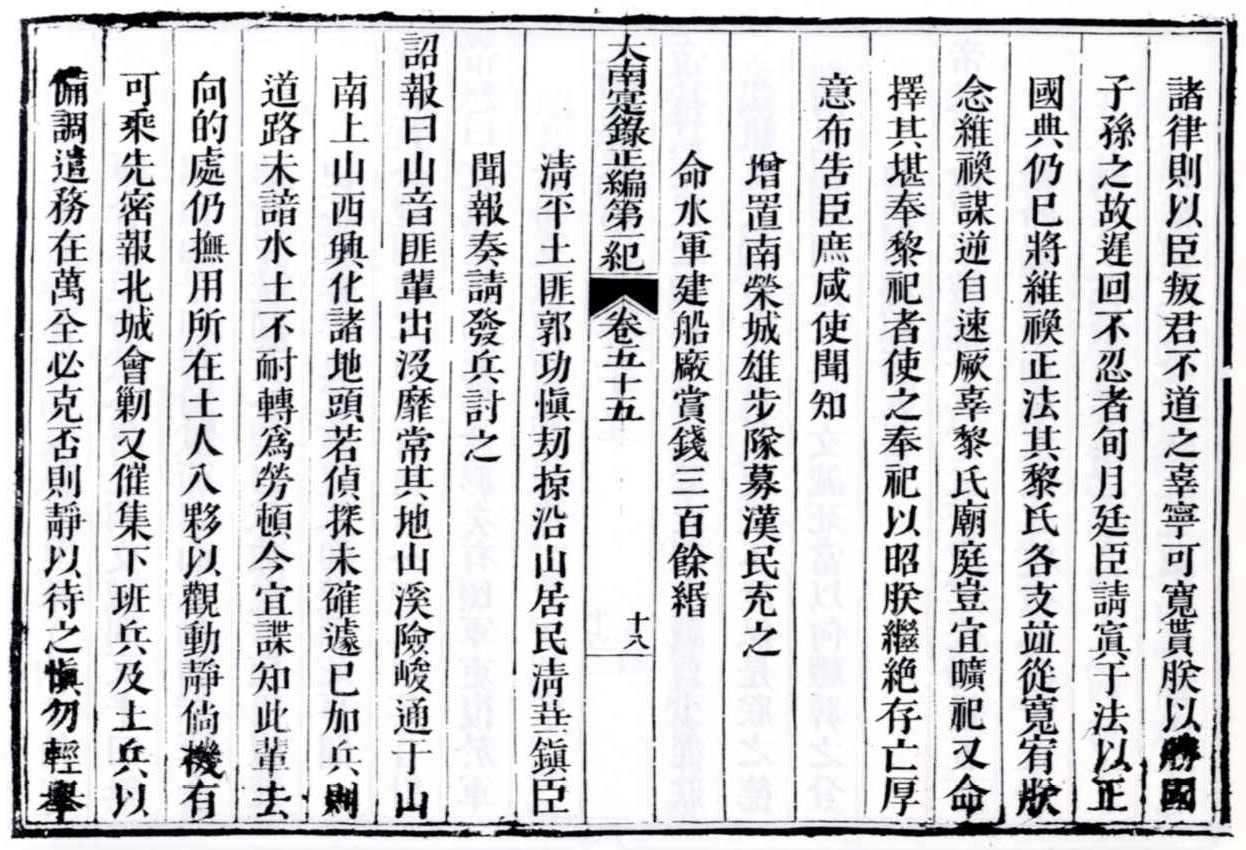 諸律則以臣叛君不道之辜寧可寬貰朕以勝國
子孫之故遲回不忍者旬月廷臣請寘于法以正
國典仍已將維𥙿正法其黎氏各支竝從寬宥朕
念維𥙿謀逆自速厥辜黎氏廟庭豈宜曠祀又命
擇其堪奉黎祀者使之奉祀以昭朕繼絶存亡厚
意布告臣庶咸使聞知
增置南榮城雄步隊募漢民充之
命水軍建船廠賞錢三百餘緡
大南寔錄正編第 紀 卷五十五 十八
清平土匪郭功愼刼掠沿山居民清葩鎭臣
聞報奏請發兵討之
詔報曰山音匪輩出没靡常其地山溪險峻通于山
南上山西興化諸地頭若偵探未確遽已加兵則
道路未諳水土不耐轉爲勞頓今宜諜知此輩去
向的處仍撫用所在土人入夥以觀動靜倘機有
可乘先密報北城會勦又催集下班兵及土兵以
備調遣務在萬全必克否則靜以待之愼勿輕舉